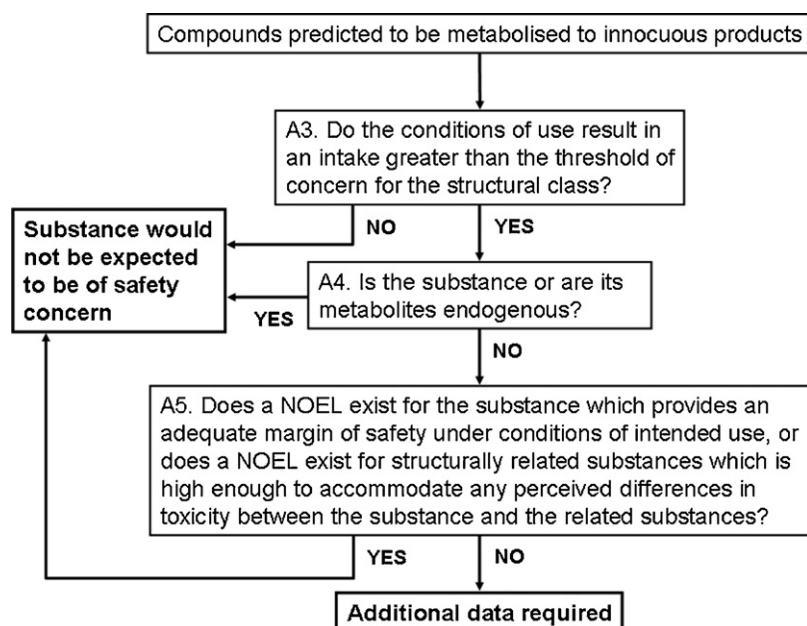 Compounds predicted to be metabolised to innocuous products
A3. Do the conditions of use result in
an intake greater than the threshold of
concern for the structural class?
NO
YES
Substance would
not be expected
to be of safety
concern
A4. Is the substance or are its
metabolites endogenous?
YES
NO
A5. Does a NOEL exist for the substance which provides an
adequate margin of safety under conditions of intended use, or
does a NOEL exist for structurally related substances which is
high enough to accommodate any perceived differences in
toxicity between the substance and the related substances?
YES
NO
Additional data required